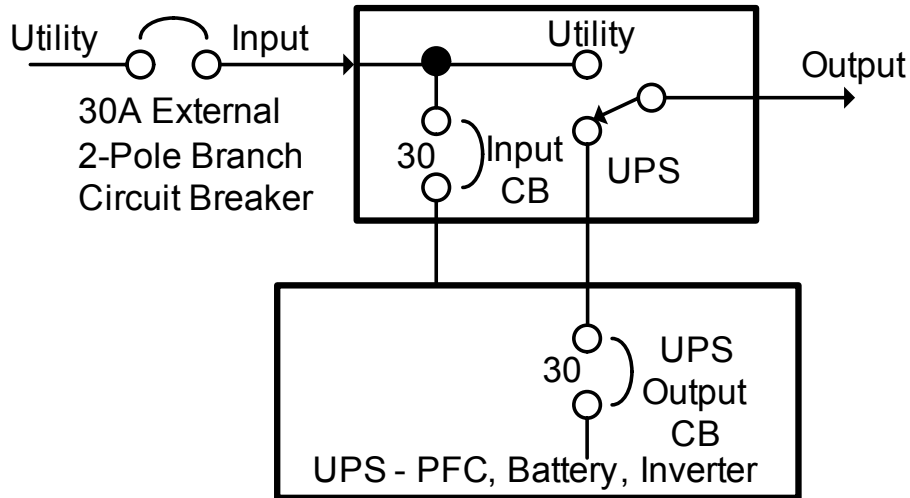 Utility
Input
30A External
2-Pole Branch
Circuit Breaker
Utility
Output
30
Input
CB
UPS
30
UPS
Output
CB
UPS - PFC, Battery, Inverter